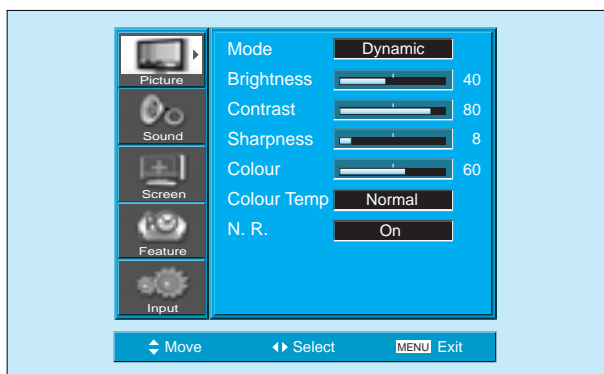 Picture
Sound
Screen
Feature
Input
Mode Dynamic
Brightness 40
Contrast 80
Sharpness 8
Colour 60
Colour Temp Normal
N. R. On
Move Select MENU Exit